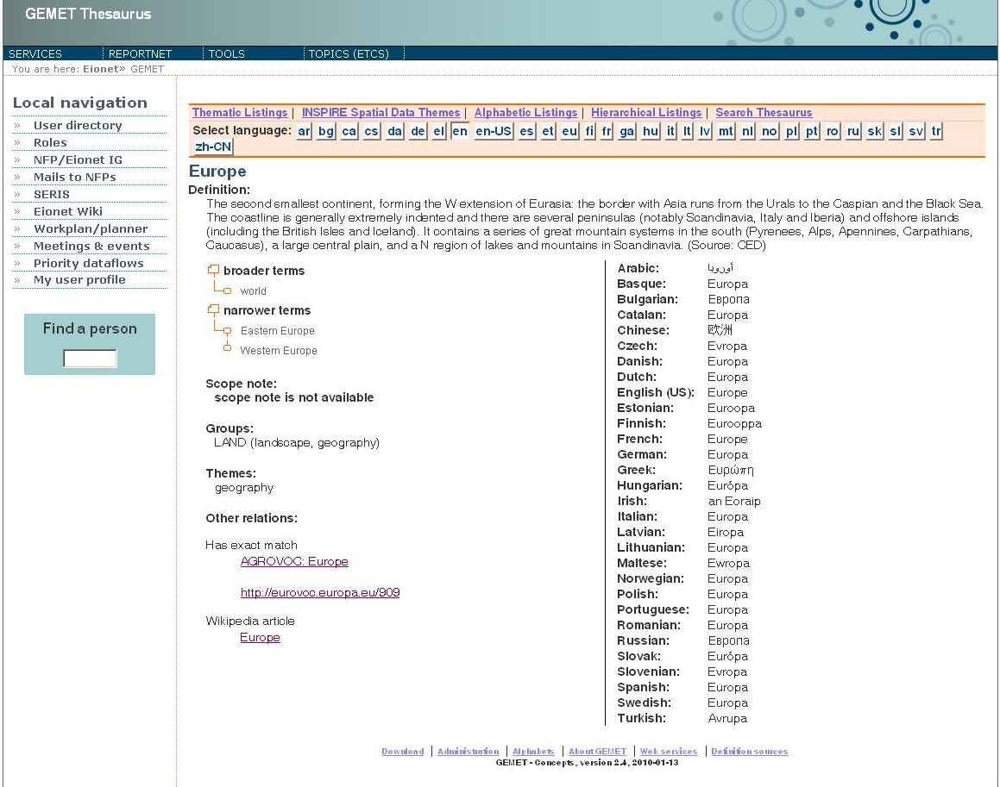 GEMET Thesaurus
SERVICES REPORTNET TOOLS TOPICS (ETCS)
You are here: Eionet» GEMET
Local navigation
» User directory
» Roles
» NFP/Eionet IG
» Mails to NFPs
» SERIS
» Eionet Wiki
» Workplan/planner
» Meetings & events
» Priority dataflows
» My user profile
Find a person
Thematic Listings | INSPIRE Spatial Data Themes | Alphabetic Listings | Hierarchical Listings | Search Thesaurus
Select language: ar bg ca cs da de el en en-US es et eu fi fr ga hu it lt lv mt nl no pl pt ro ru sk sl sv tr
zh-CN
Europe
Definition:
The second smallest continent, forming the W extension of Eurasia: the border with Asia runs from the Urals to the Caspian and the Black Sea.
The coastline is generally extremely indented and there are several peninsulas (notably Scandinavia, Italy and Iberia) and offshore islands
(including the British Isles and Iceland). It contains a series of great mountain systems in the south (Pyrenees, Alps, Apennines, Carpathians,
Caucasus), a large central plain, and a N region of lakes and mountains in Scandinavia. (Source: CED)
broader terms
world
narrower terms
Eastern Europe
Western Europe
Scope note:
scope note is not available
Groups:
LAND (landscape, geography)
Themes:
geography
Other relations:
Has exact match
AGROVOC: Europe
http://eurovoc.europa.eu/909
Wikipedia article
Europe
Arabic: أوروبا
Basque: Europa
Bulgarian: Европа
Catalan: Europa
Chinese: 欧洲
Czech: Evropa
Danish: Europa
Dutch: Europa
English (US): Europe
Estonian: Euroopa
Finnish: Eurooppa
French: Europe
German: Europa
Greek: Ευρώπη
Hungarian: Európa
Irish: an Eoraip
Italian: Europa
Latvian: Eiropa
Lithuanian: Europa
Maltese: Ewropa
Norwegian: Europa
Polish: Europa
Portuguese: Europa
Romanian: Europa
Russian: Европа
Slovak: Európa
Slovenian: Evropa
Spanish: Europa
Swedish: Europa
Turkish: Avrupa
Download | Administration | Alphabets | About GEMET | Web services | Definition sources
GEMET - Concepts, version 2.4, 2010-01-13